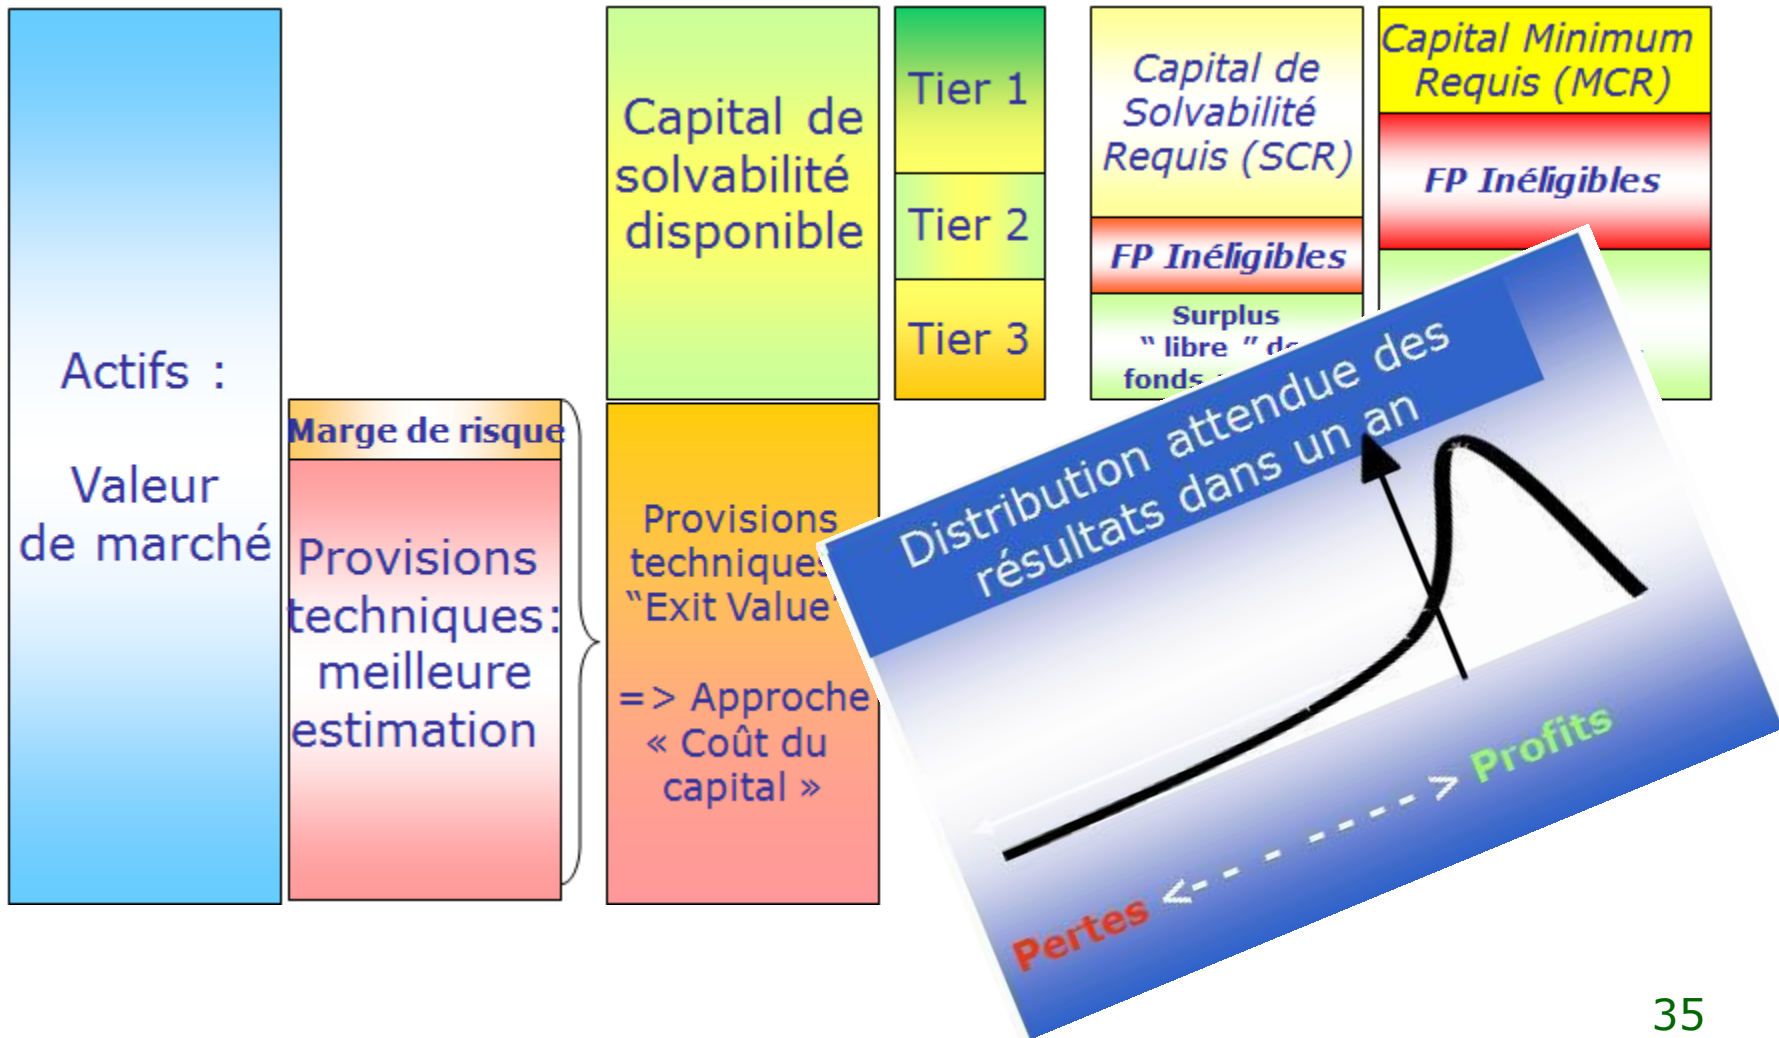 Actifs :
Valeur
de marché
Marge de risque
Provisions
techniques:
meilleure
estimation
Capital de
solvabilité
disponible
Provisions
techniques
“Exit Value”
=> Approche
« Coût du
capital »
Tier 1
Tier 2
Tier 3
Capital de
Solvabilité
Requis (SCR)
FP Inéligibles
Surplus
“ libre ”
fonds
Capital Minimum
Requis (MCR)
FP Inéligibles
Distribution attendue des
résultats dans un an
Pertes <-- - ----> Profits
35